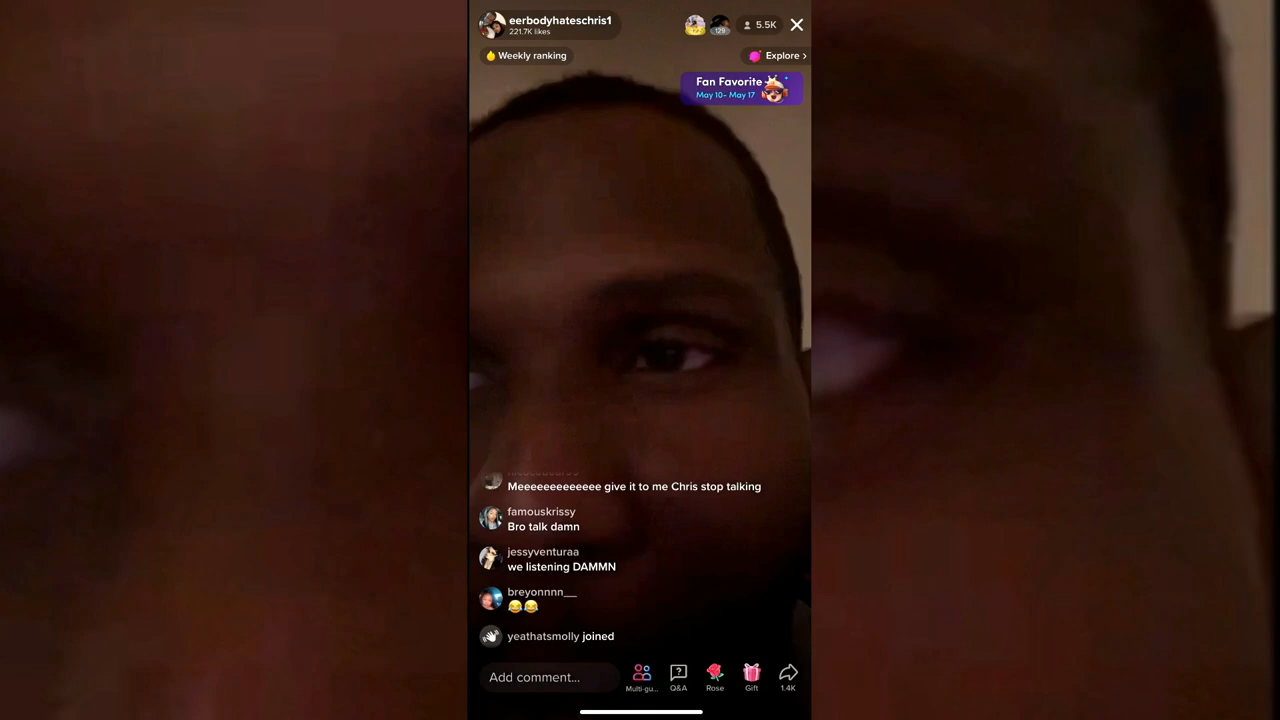 eerbodyhateschris1
221.7K likes
129
5.5K
Weekly ranking
Explore
Fan Favorite
May 10- May 17
Meeeeeeeeeeeee give it to me Chris stop talking
famouskrissy
Bro talk damn
jessyventuraa
we listening DAMMN
breyonnnn__
😂😂
yeathatsmolly joined
Add comment...
Multi-gu...
Q&A
Rose
Gift
1.4K